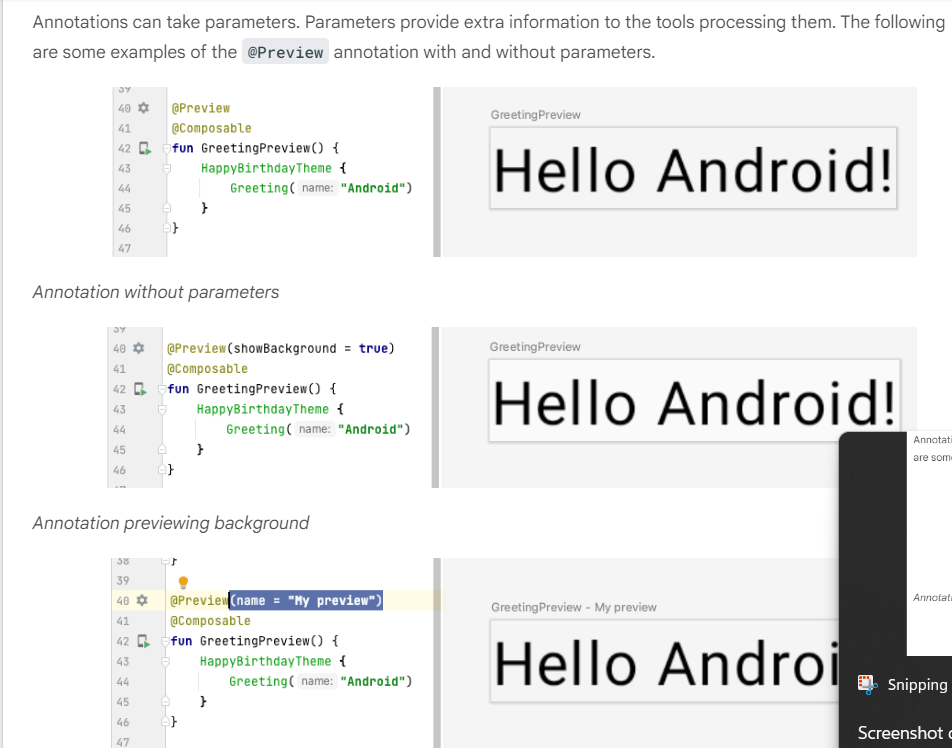 Annotations can take parameters. Parameters provide extra information to the tools processing them. The following
are some examples of the @Preview annotation with and without parameters.
39
40 @Preview
41 @Composable
42 fun GreetingPreview() {
43 HappyBirthdayTheme {
44 Greeting( name: "Android")
45 }
46 }
47
GreetingPreview
Hello Android!
Annotation without parameters
39
40 @Preview(showBackground = true)
41 @Composable
42 fun GreetingPreview() {
43 HappyBirthdayTheme {
44 Greeting( name: "Android")
45 }
46 }
GreetingPreview
Hello Android!
Annotation previewing background
38 }
39
40 @Preview(name = "My preview")
41 @Composable
42 fun GreetingPreview() {
43 HappyBirthdayTheme {
44 Greeting( name: "Android")
45 }
46 }
47
GreetingPreview - My preview
Hello Androi
Annotati
are som
Annotati
Snipping
Screenshot